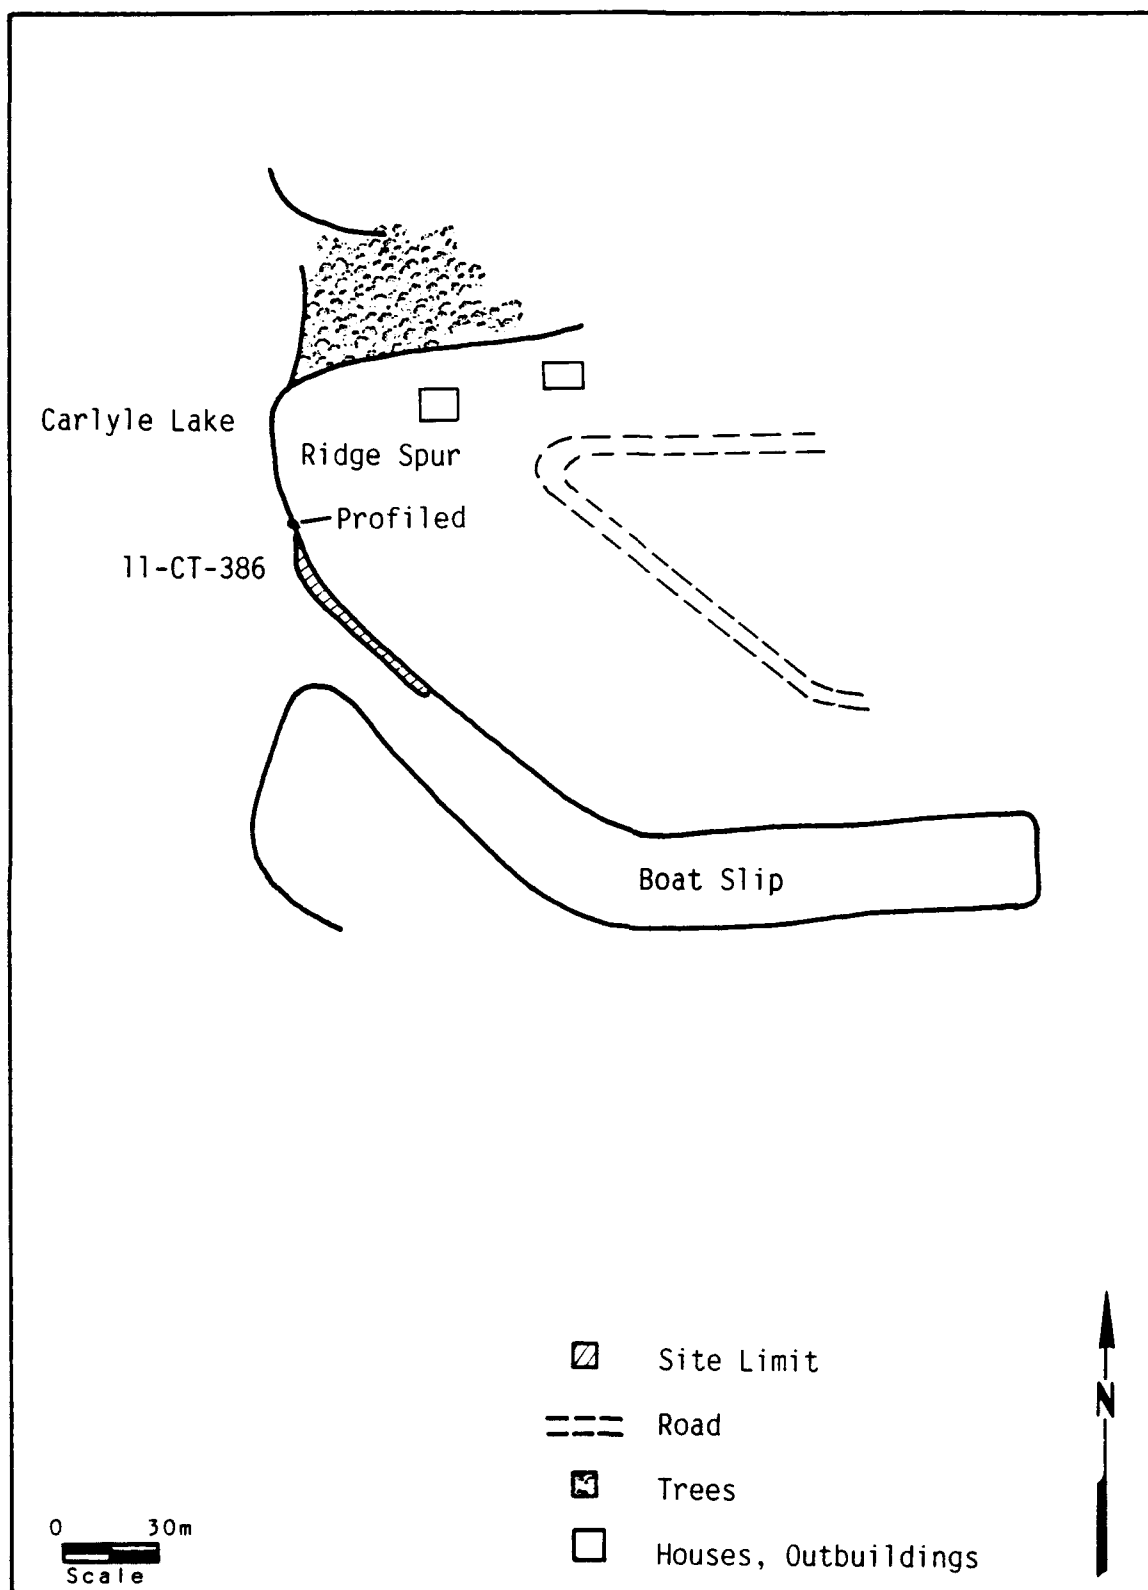 Carlyle Lake
Ridge Spur
Profiled
11-CT-386
Boat Slip
Site Limit
Road
Trees
Houses, Outbuildings
N
0 30m
Scale